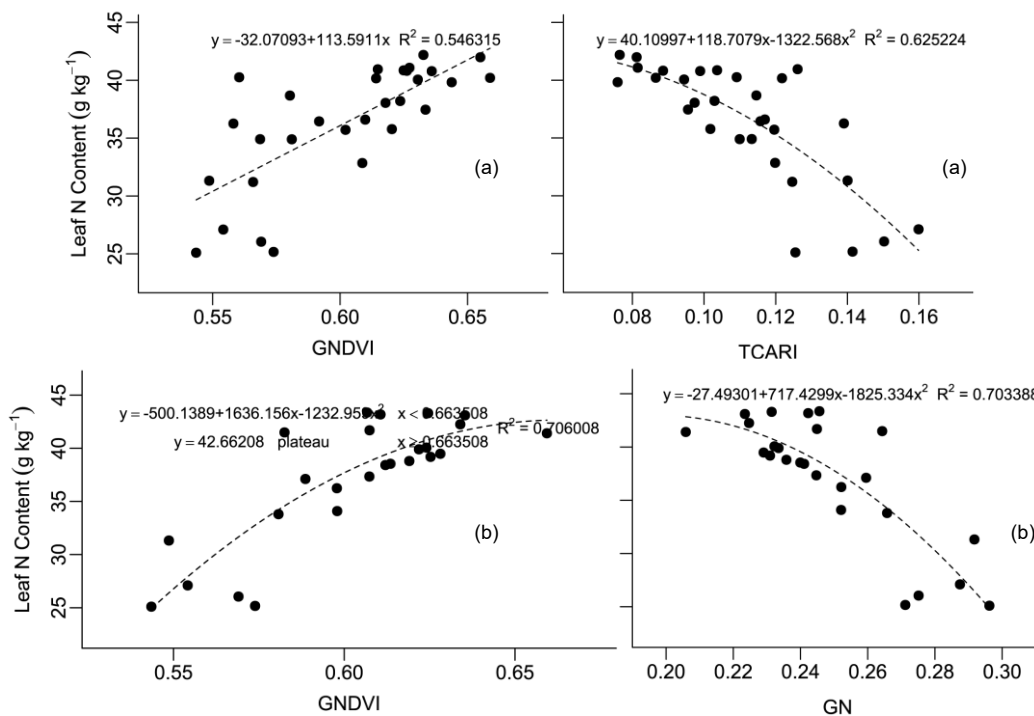 y = -32.07093+113.5911x R² = 0.546315
45
40
35
30
25
Leaf N Content (g kg⁻¹)
(a)
0.55 0.60 0.65
GNDVI
y = 40.10997+118.7079x-1322.568x² R² = 0.625224
(a)
0.08 0.10 0.12 0.14 0.16
TCARI
45
40
35
30
25
Leaf N Content (g kg⁻¹)
y = -500.1389+1636.156x-1232.95 x² x < 0.663508
y = 42.66208 plateau x > 0.663508
R² = 0.706008
(b)
0.55 0.60 0.65
GNDVI
y = -27.49301+717.4299x-1825.334x² R² = 0.703388
(b)
0.20 0.22 0.24 0.26 0.28 0.30
GN